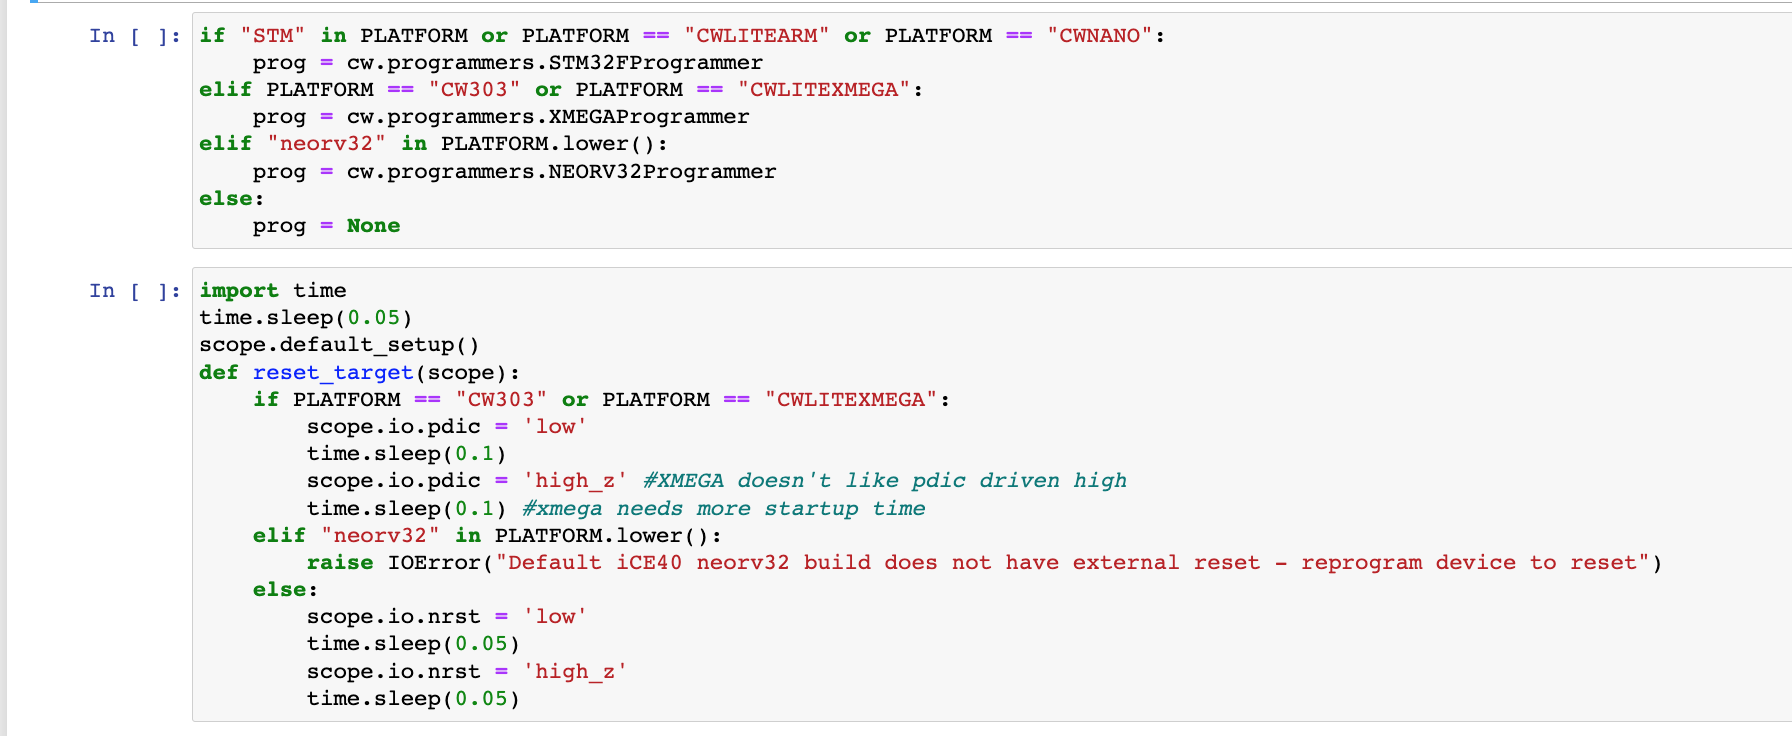 In [ ]: if "STM" in PLATFORM or PLATFORM == "CWLITEARM" or PLATFORM == "CWNANO":
    prog = cw.programmers.STM32FProgrammer
elif PLATFORM == "CW303" or PLATFORM == "CWLITEXMEGA":
    prog = cw.programmers.XMEGAProgrammer
elif "neorv32" in PLATFORM.lower():
    prog = cw.programmers.NEORV32Programmer
else:
    prog = None
In [ ]: import time
time.sleep(0.05)
scope.default_setup()
def reset_target(scope):
    if PLATFORM == "CW303" or PLATFORM == "CWLITEXMEGA":
        scope.io.pdic = 'low'
        time.sleep(0.1)
        scope.io.pdic = 'high_z' #XMEGA doesn't like pdic driven high
        time.sleep(0.1) #xmega needs more startup time
    elif "neorv32" in PLATFORM.lower():
        raise IOError("Default iCE40 neorv32 build does not have external reset - reprogram device to reset")
    else:
        scope.io.nrst = 'low'
        time.sleep(0.05)
        scope.io.nrst = 'high_z'
        time.sleep(0.05)